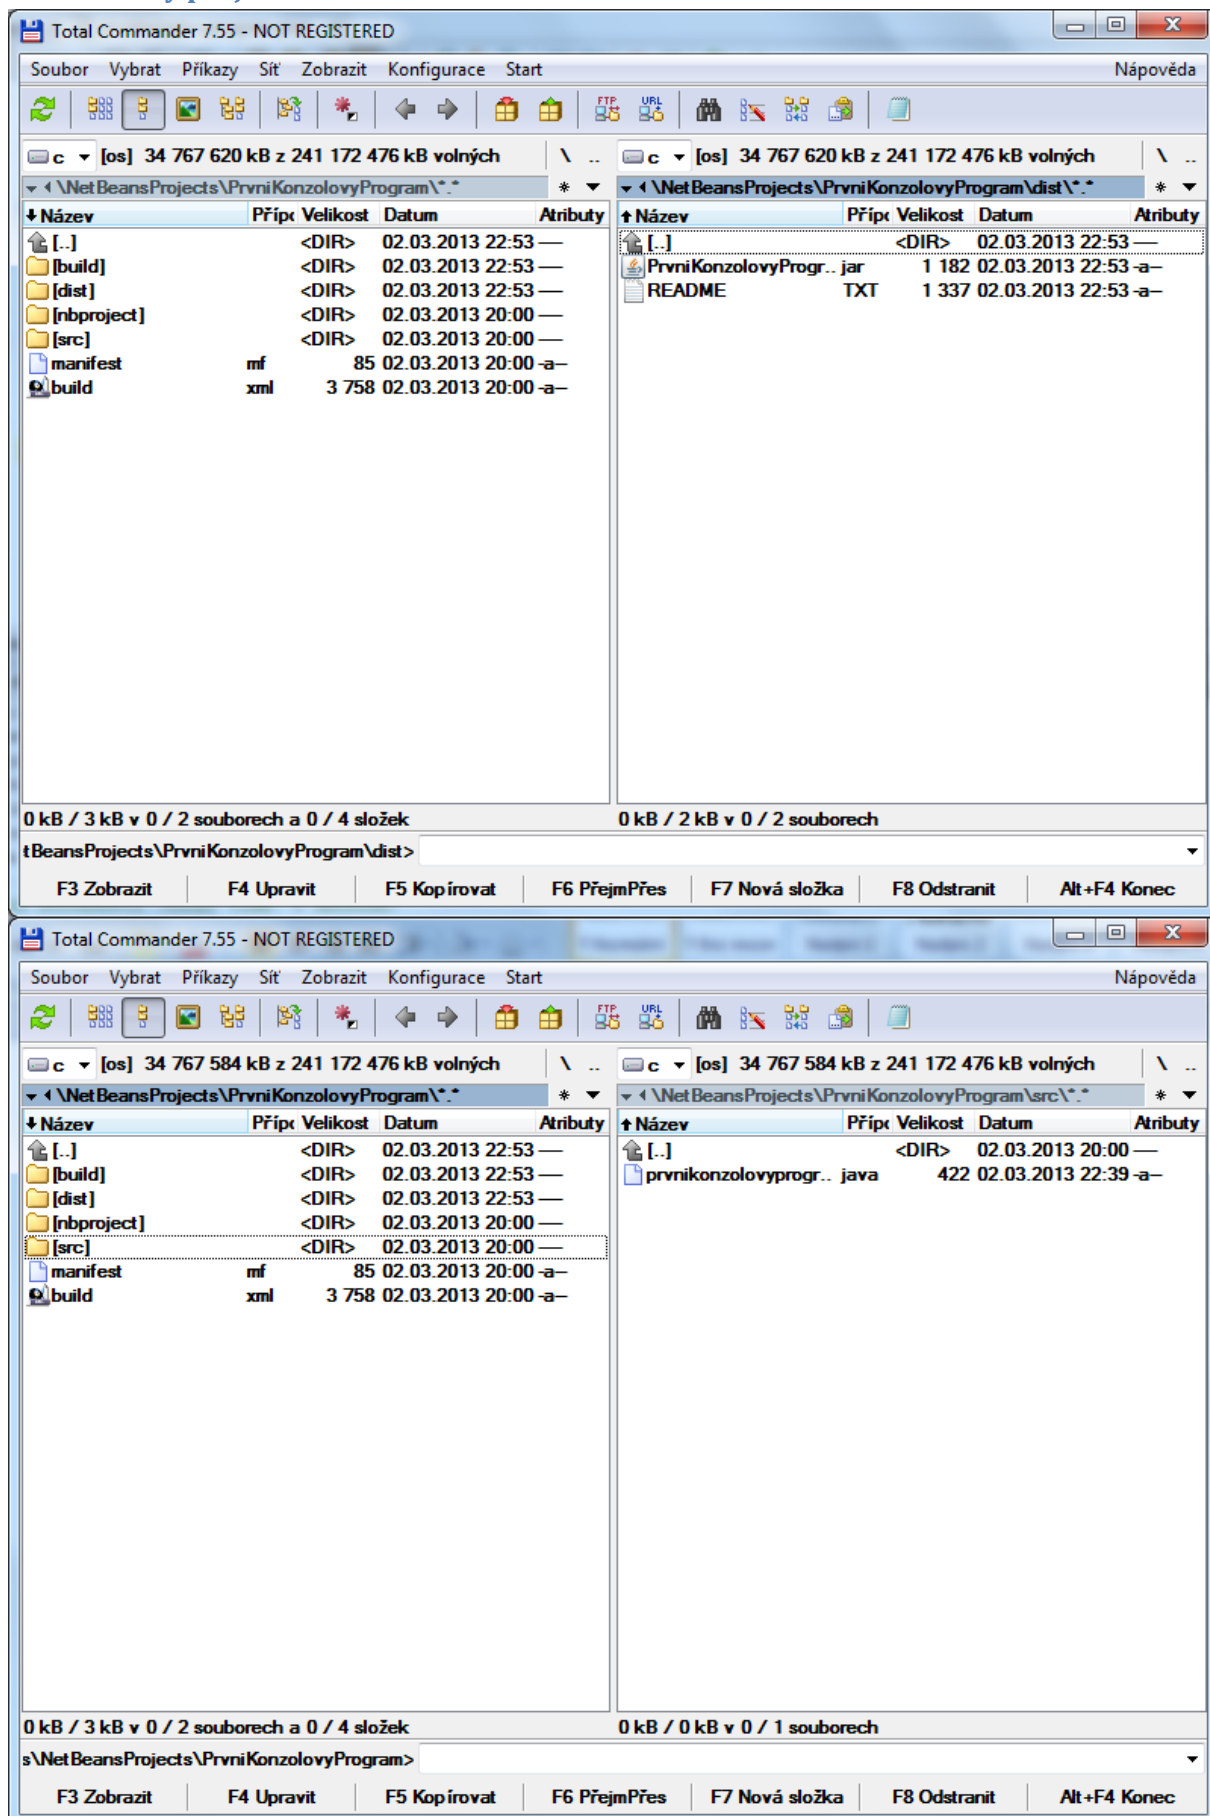 Total Commander 7.55 - NOT REGISTERED
Soubor Vybrat Příkazy Síť Zobrazit Konfigurace Start Nápověda
FTP URL
c [os] 34 767 620 kB z 241 172 476 kB volných \ .. c [os] 34 767 620 kB z 241 172 476 kB volných \ ..
\NetBeansProjects\PrvniKonzolovyProgram\*.* * \NetBeansProjects\PrvniKonzolovyProgram\dist\*.* *
Název Přípo Velikost Datum Atributy Název Přípo Velikost Datum Atributy
[..] <DIR> 02.03.2013 22:53 ---- [..] <DIR> 02.03.2013 22:53 ----
[build] <DIR> 02.03.2013 22:53 ---- PrvniKonzolovyProgr.. jar 1 182 02.03.2013 22:53 -a--
[dist] <DIR> 02.03.2013 22:53 ---- README TXT 1 337 02.03.2013 22:53 -a--
[nbproject] <DIR> 02.03.2013 20:00 ----
[src] <DIR> 02.03.2013 20:00 ----
manifest mf 85 02.03.2013 20:00 -a--
build xml 3 758 02.03.2013 20:00 -a--
0 kB / 3 kB v 0 / 2 souborech a 0 / 4 složek 0 kB / 2 kB v 0 / 2 souborech
tBeansProjects\PrvniKonzolovyProgram\dist>
F3 Zobrazit F4 Upravit F5 Kopírovat F6 PřejmPřes F7 Nová složka F8 Odstranit Alt+F4 Konec
Total Commander 7.55 - NOT REGISTERED
Soubor Vybrat Příkazy Síť Zobrazit Konfigurace Start Nápověda
FTP URL
c [os] 34 767 584 kB z 241 172 476 kB volných \ .. c [os] 34 767 584 kB z 241 172 476 kB volných \ ..
\NetBeansProjects\PrvniKonzolovyProgram\*.* * \NetBeansProjects\PrvniKonzolovyProgram\src\*.* *
Název Přípo Velikost Datum Atributy Název Přípo Velikost Datum Atributy
[..] <DIR> 02.03.2013 22:53 ---- [..] <DIR> 02.03.2013 20:00 ----
[build] <DIR> 02.03.2013 22:53 ---- prvnikonzolovyprogr.. java 422 02.03.2013 22:39 -a--
[dist] <DIR> 02.03.2013 22:53 ----
[nbproject] <DIR> 02.03.2013 20:00 ----
[src] <DIR> 02.03.2013 20:00 ----
manifest mf 85 02.03.2013 20:00 -a--
build xml 3 758 02.03.2013 20:00 -a--
0 kB / 3 kB v 0 / 2 souborech a 0 / 4 složek 0 kB / 0 kB v 0 / 1 souborech
s\NetBeansProjects\PrvniKonzolovyProgram>
F3 Zobrazit F4 Upravit F5 Kopírovat F6 PřejmPřes F7 Nová složka F8 Odstranit Alt+F4 Konec